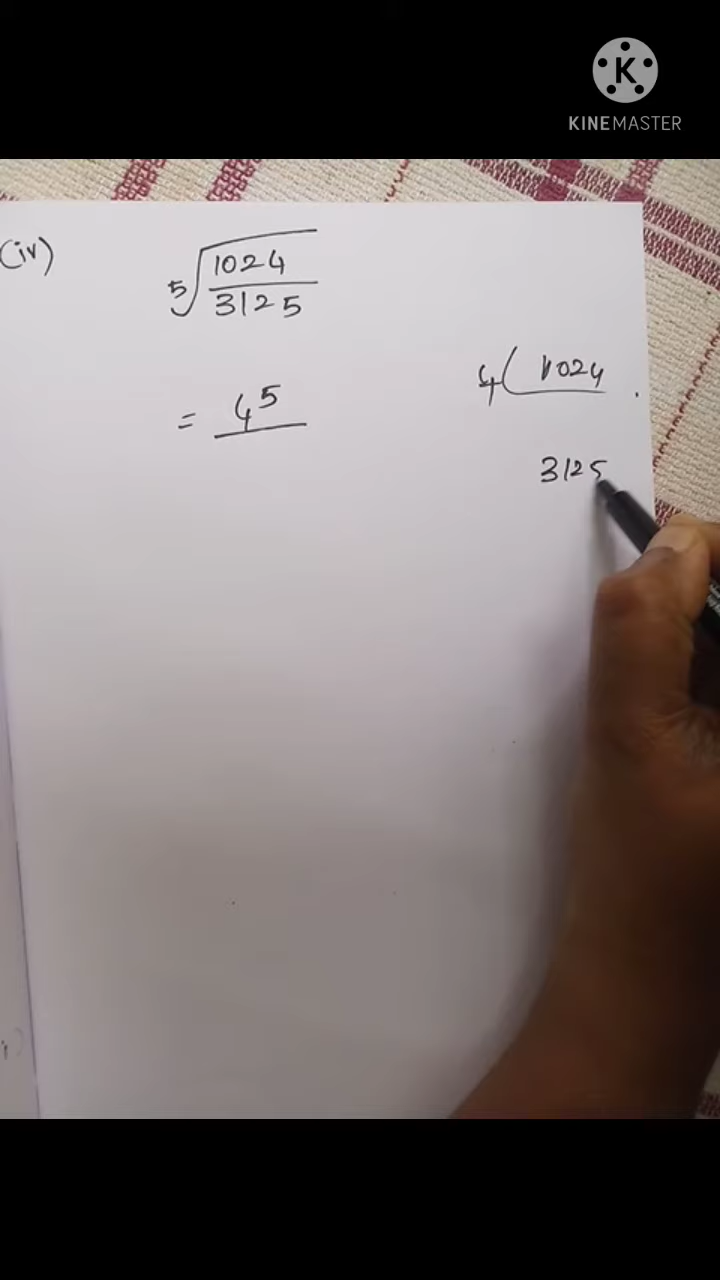 KINEMASTER
(iv) ⁵√(1024/3125)
= 4⁵
4 ( 1024 .
3125